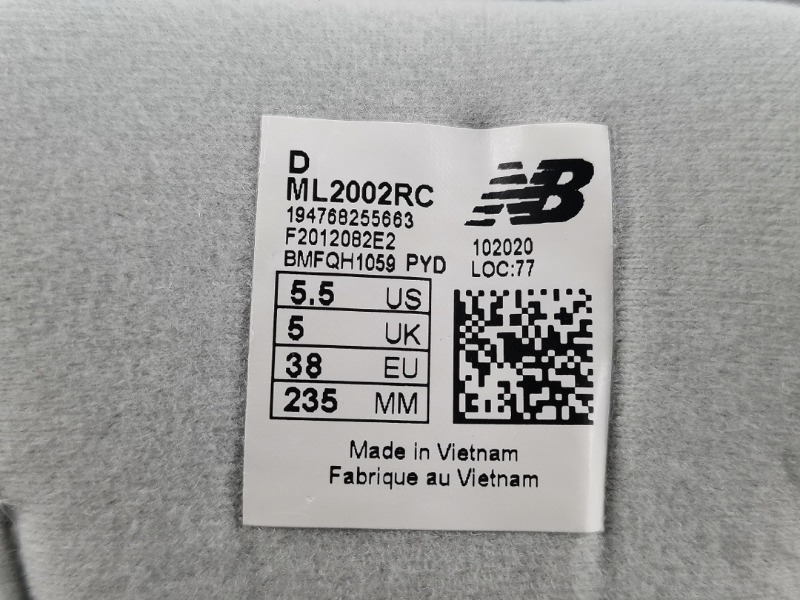 D
ML2002RC
194768255663
F2012082E2
BMFQH1059 PYD
NB
102020
LOC:77
5.5 US
5 UK
38 EU
235 MM
Made in Vietnam
Fabrique au Vietnam